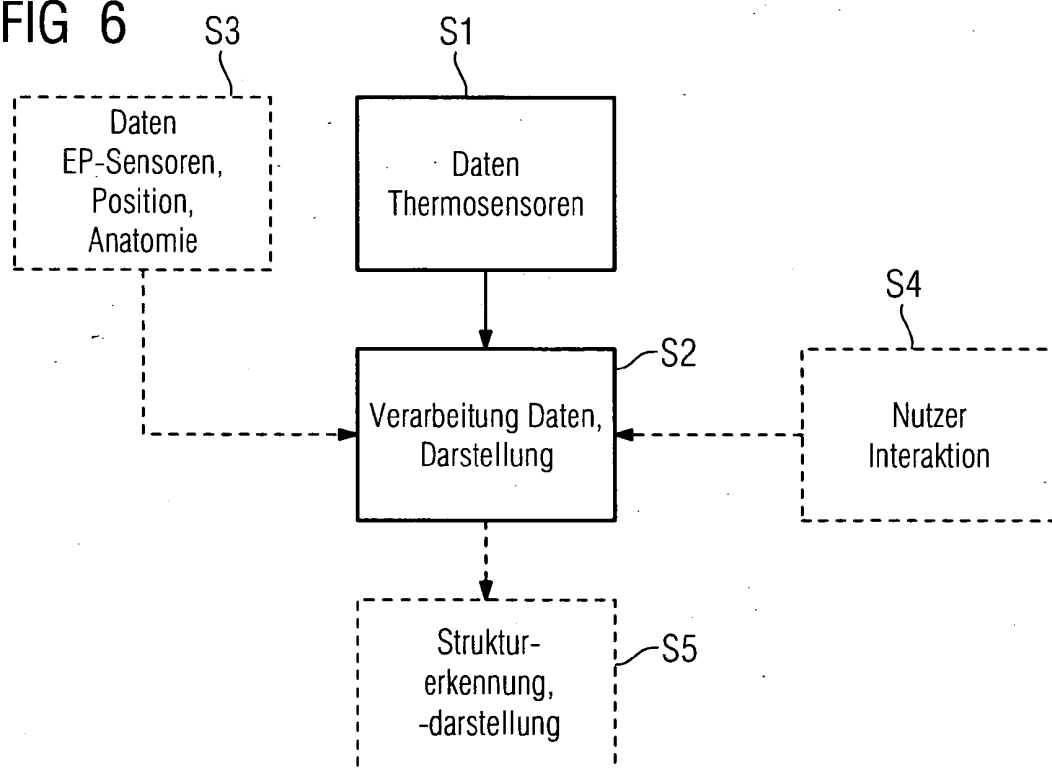 FIG 6
S3
S1
Daten
EP-Sensoren,
Position,
Anatomie
Daten
Thermosensoren
S4
S2
Verarbeitung Daten,
Darstellung
Nutzer
Interaktion
Struktur-
erkennung,
-darstellung
S5